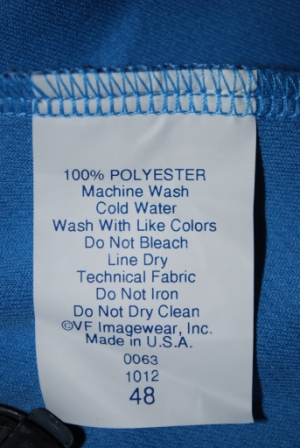 100% POLYESTER
Machine Wash
Cold Water
Wash With Like Colors
Do Not Bleach
Line Dry
Technical Fabric
Do Not Iron
Do Not Dry Clean
©VF Imagewear, Inc.
Made in U.S.A.
0063
1012
48